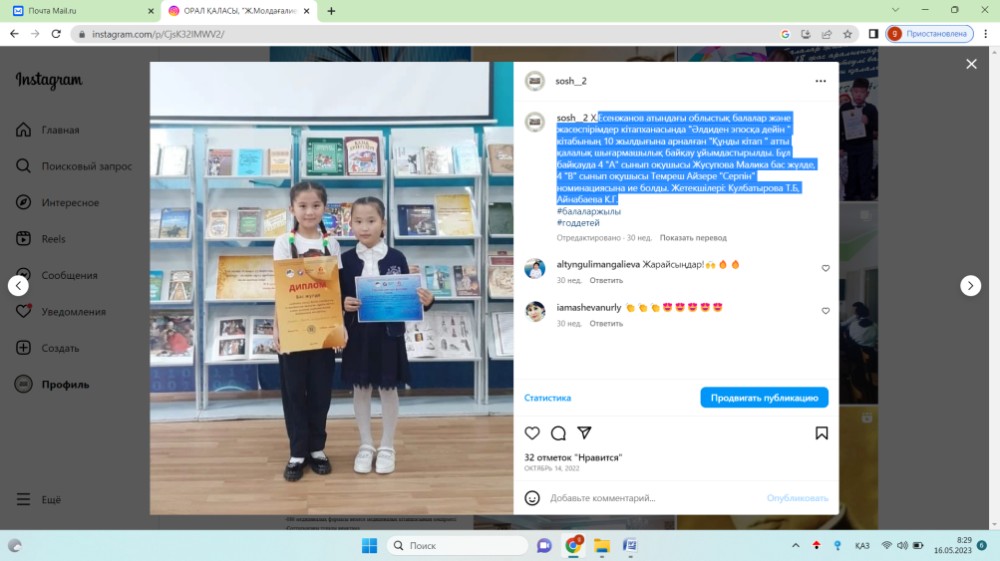 Почта Mail.ru
ОРАЛ ҚАЛАСЫ, "Ж.Молдағалие
instagram.com/p/CjsK32IMWV2/
g
Приостановлена
Instagram
Главная
Поисковый запрос
Интересное
Reels
Сообщения
Уведомления
Создать
Профиль
Ещё
ДИПЛОМ
Бас жүлде
sosh__2
sosh__2 Х.Есенжанов атындағы облыстық балалар және
жасөспірімдер кітапханасында "Әлдиден эпосқа дейін "
кітабының 10 жылдығына арналған "Құнды кітап " атты
қалалық шығармашылық байқау ұйымдастырылды. Бұл
байқауда 4 "А" сынып оқушысы Жусупова Малика бас жүлде,
4 "В" сынып оқушысы Темреш Айзере "Серпін"
номинациясына ие болды. Жетекшілері: Кулбатырова Т.Б,
Айнабаева К.Г.
#балаларжылы
#годдетей
Отредактировано · 30 нед. Показать перевод
altyngulimangalieva Жарайсыңдар!🙌🔥🔥
30 нед. Ответить
iamashevanurly 👏👏👏😍😍😍😍😍
30 нед. Ответить
Статистика
Продвигать публикацию
32 отметок "Нравится"
ОКТЯБРЬ 14, 2022
Добавьте комментарий...
Опубликовать
Поиск
9
ҚАЗ
8:29
16.05.2023
6